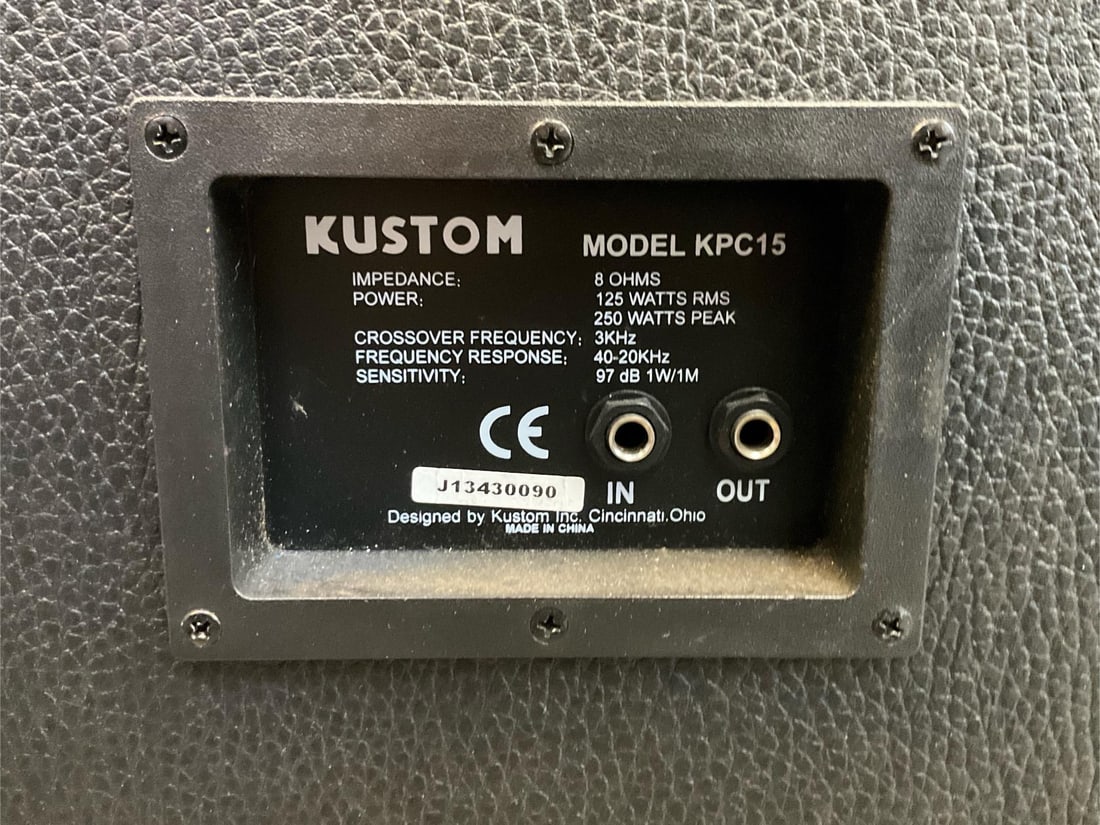 KUSTOM MODEL KPC15
IMPEDANCE: 8 OHMS
POWER: 125 WATTS RMS
250 WATTS PEAK
CROSSOVER FREQUENCY: 3KHz
FREQUENCY RESPONSE: 40-20KHz
SENSITIVITY: 97 dB 1W/1M
CE
J13430090
IN OUT
Designed by Kustom Inc. Cincinnati.Ohio
MADE IN CHINA